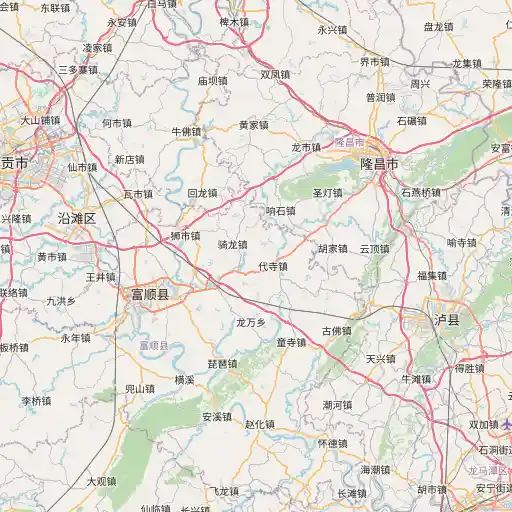 东联镇
白马镇
永安镇
椑木镇
永兴镇
盘龙镇
凌家镇
界市镇
龙集镇
三多寨镇
庙坝镇
双凤镇
周兴
荣隆镇
普润镇
大山铺镇
何市镇
牛佛镇
黄家镇
石碾镇
龙市镇
隆昌市
贡市
仙市镇
新店镇
隆昌市
瓦市镇
回龙镇
圣灯镇
石燕桥镇
兴隆镇
沿滩区
响石镇
狮市镇
骑龙镇
胡家镇
云顶镇
喻寺镇
黄市镇
王井镇
代寺镇
福集镇
联络镇
九洪乡
富顺县
龙万乡
泸县
永年镇
富顺县
童寺镇
古佛镇
板桥镇
琵琶镇
天兴镇
得胜镇
兜山镇
横溪
牛滩镇
李桥镇
潮河镇
安溪镇
赵化镇
双加镇
怀德镇
石洞街道
大观镇
海潮镇
龙马潭区
飞龙镇
长滩镇
胡市镇
安宁街道
仙临镇
长兴镇